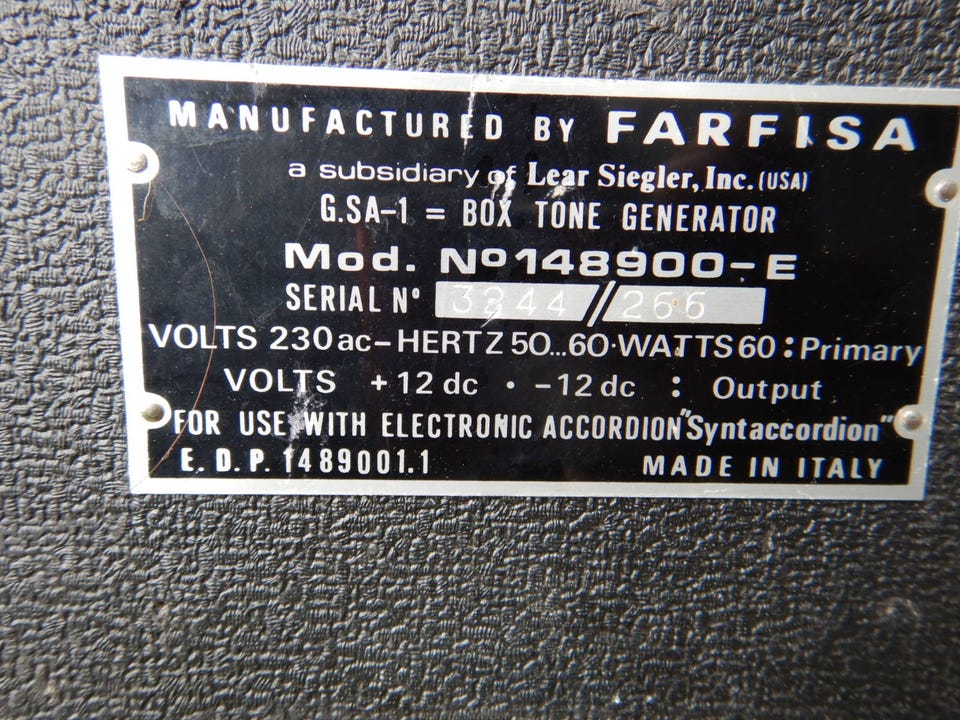 MANUFACTURED BY FARFISA
a subsidiary of Lear Siegler, Inc. (USA)
G.SA-1 = BOX TONE GENERATOR
Mod. Nº148900-E
SERIAL Nº 3244//266
VOLTS 230 ac-HERTZ 50...60·WATTS 60 : Primary
VOLTS +12 dc · -12 dc : Output
FOR USE WITH ELECTRONIC ACCORDION "Syntaccordion"
E. D. P. 1489001.1 MADE IN ITALY